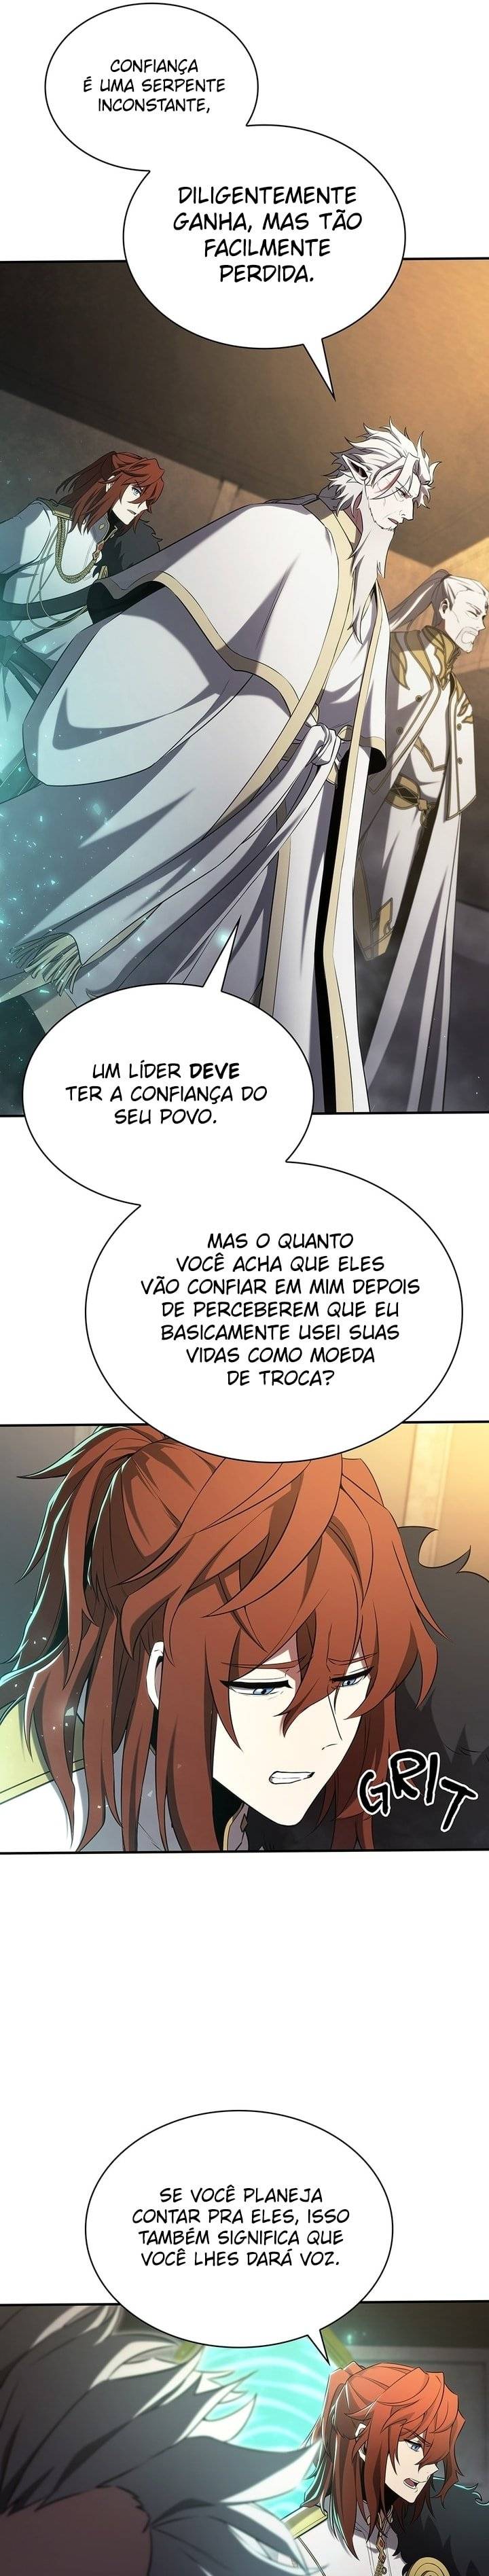 CONFIANÇA
É UMA SERPENTE
INCONSTANTE,
DILIGENTEMENTE
GANHA, MAS TÃO
FACILMENTE
PERDIDA.
UM LÍDER DEVE
TER A CONFIANÇA DO
SEU POVO.
MAS O QUANTO
VOCÊ ACHA QUE ELES
VÃO CONFIAR EM MIM DEPOIS
DE PERCEBEREM QUE EU
BASICAMENTE USEI SUAS
VIDAS COMO MOEDA
DE TROCA?
GRIT
SE VOCÊ PLANEJA
CONTAR PRA ELES, ISSO
TAMBÉM SIGNIFICA QUE
VOCÊ LHES DARÁ VOZ.